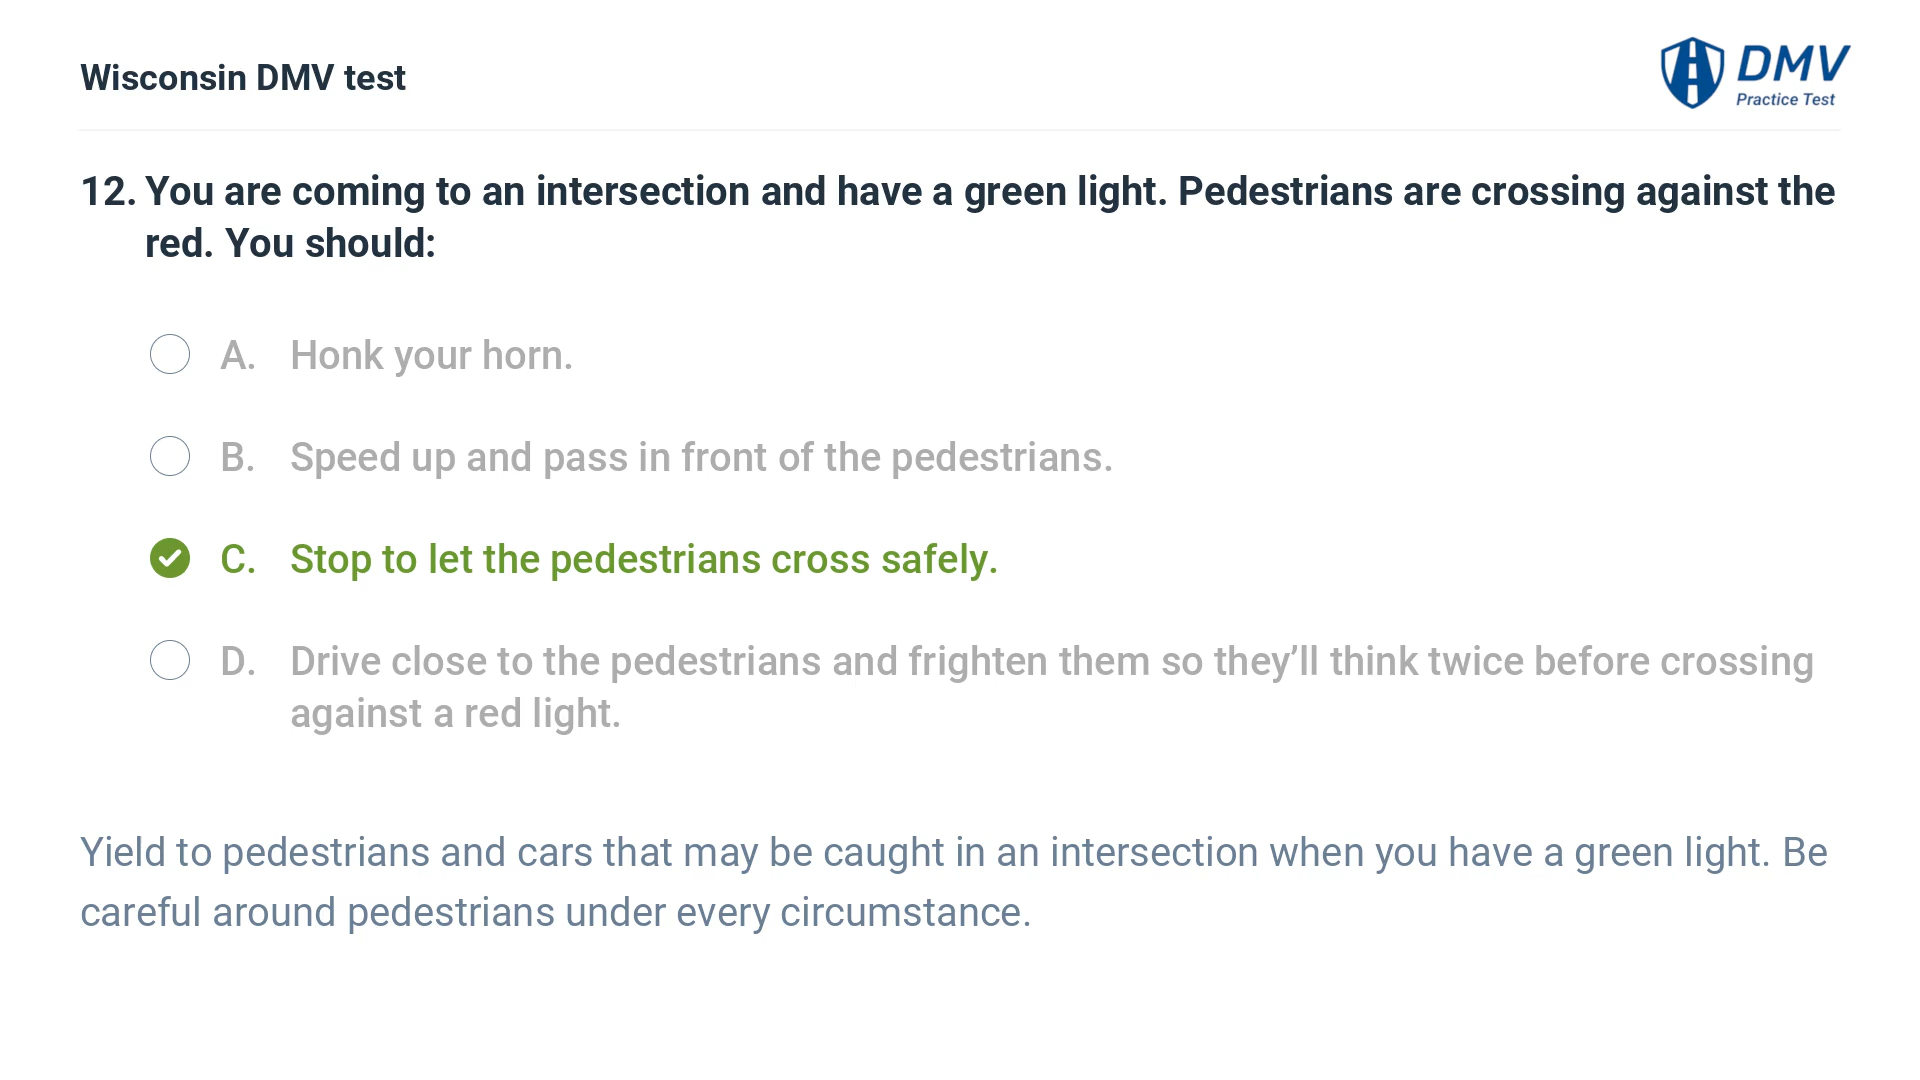 Wisconsin DMV test
DMV
Practice Test
12. You are coming to an intersection and have a green light. Pedestrians are crossing against the
red. You should:
A. Honk your horn.
B. Speed up and pass in front of the pedestrians.
C. Stop to let the pedestrians cross safely.
D. Drive close to the pedestrians and frighten them so they’ll think twice before crossing
against a red light.
Yield to pedestrians and cars that may be caught in an intersection when you have a green light. Be
careful around pedestrians under every circumstance.